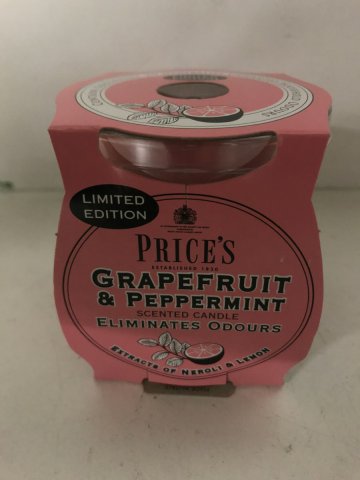 LIMITED
EDITION
PRICE'S
ESTABLISHED 1830
GRAPEFRUIT
& PEPPERMINT
SCENTED CANDLE
ELIMINATES ODOURS
EXTRACTS OF NEROLI & LEMON